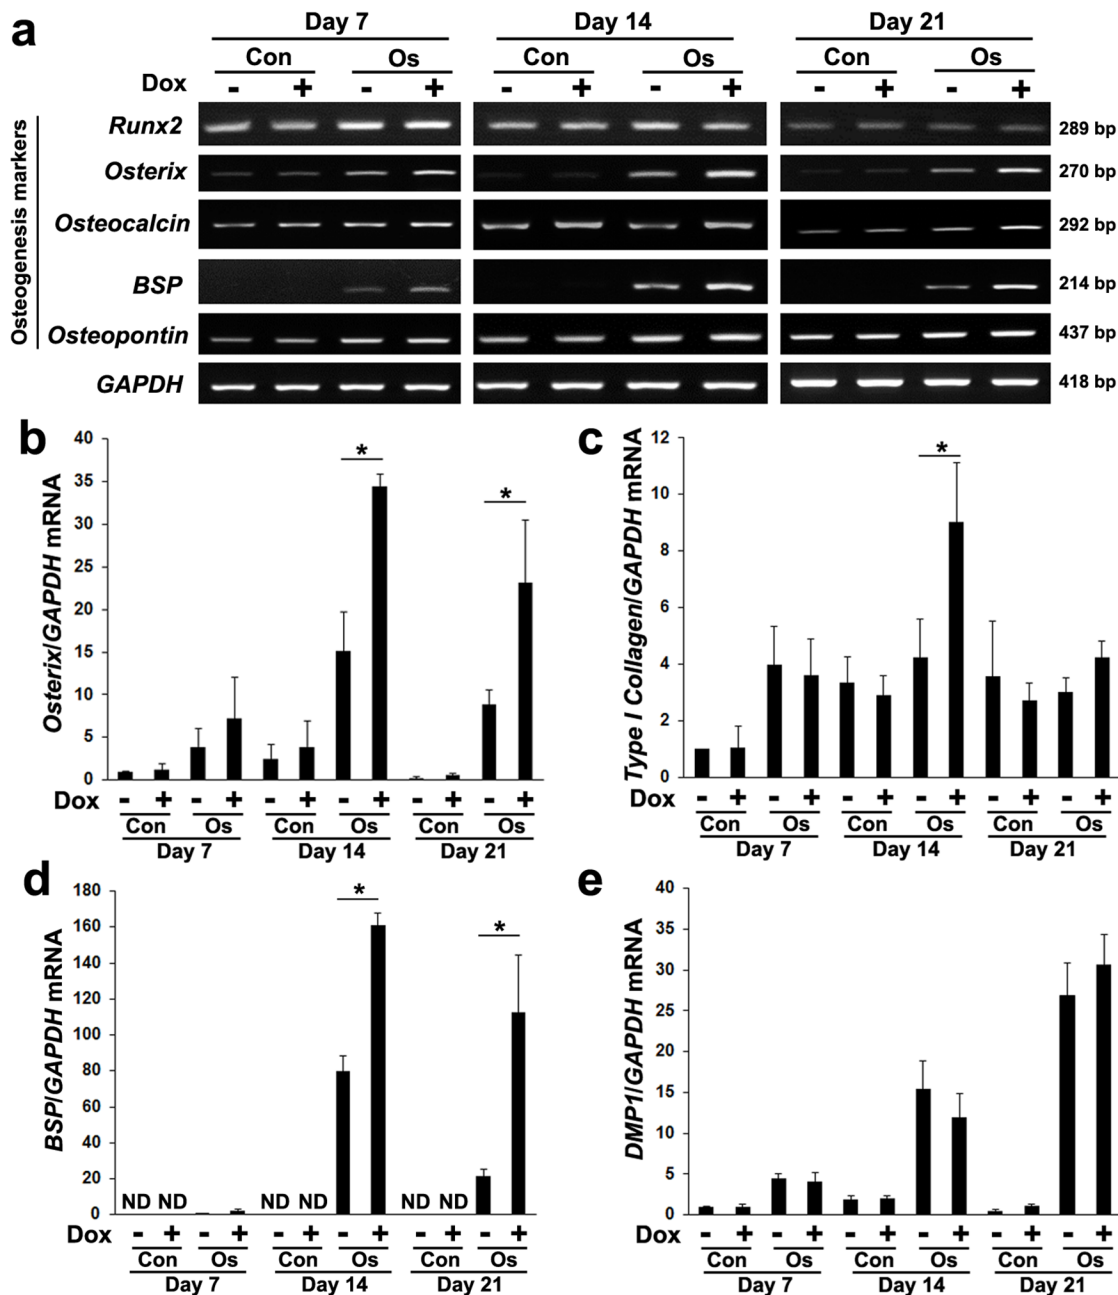 a
Day 7 Day 14 Day 21
Con Os Con Os Con Os
Dox - + - + - + - + - + - +
Osteogenesis markers
Runx2 289 bp
Osterix 270 bp
Osteocalcin 292 bp
BSP 214 bp
Osteopontin 437 bp
GAPDH 418 bp
b
Osterix/GAPDH mRNA
40
35
30
25
20
15
10
5
0
* *
Dox - + - + - + - + - + - +
Con Os Con Os Con Os
Day 7 Day 14 Day 21
c
Type I Collagen/GAPDH mRNA
12
10
8
6
4
2
0
*
Dox - + - + - + - + - + - +
Con Os Con Os Con Os
Day 7 Day 14 Day 21
d
BSP/GAPDH mRNA
180
160
140
120
100
80
60
40
20
0
* *
ND ND ND ND ND ND
Dox - + - + - + - + - + - +
Con Os Con Os Con Os
Day 7 Day 14 Day 21
e
DMP1/GAPDH mRNA
40
35
30
25
20
15
10
5
0
Dox - + - + - + - + - + - +
Con Os Con Os Con Os
Day 7 Day 14 Day 21